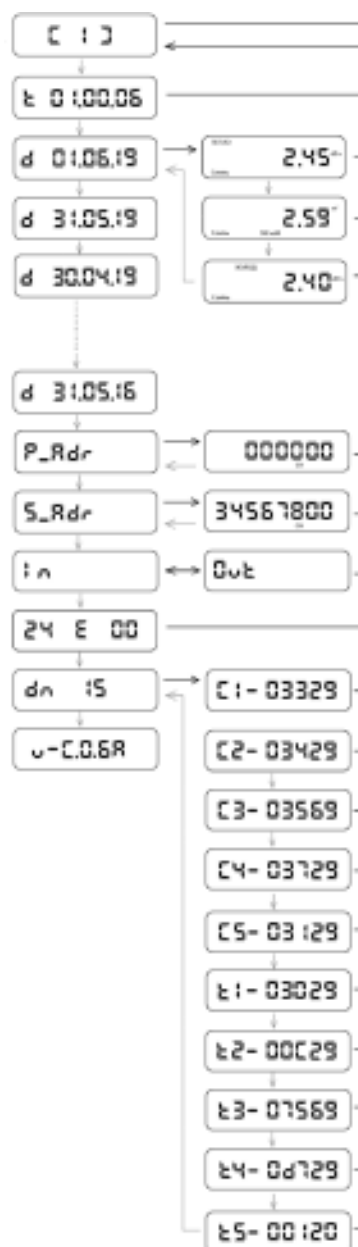 [ 1 ]
t 01.00.06
d 01.06.19
2.45
d 31.05.19
2.59
d 30.04.19
2.40
d 31.05.16
P_Adr
000000
S_Adr
34567800
In
Out
24 E 00
dn 15
C1- 03329
u-C.0.6A
C2- 03429
C3- 03569
C4- 03729
C5- 03129
t1- 03029
t2- 00C29
t3- 07569
t4- 0d729
t5- 00120